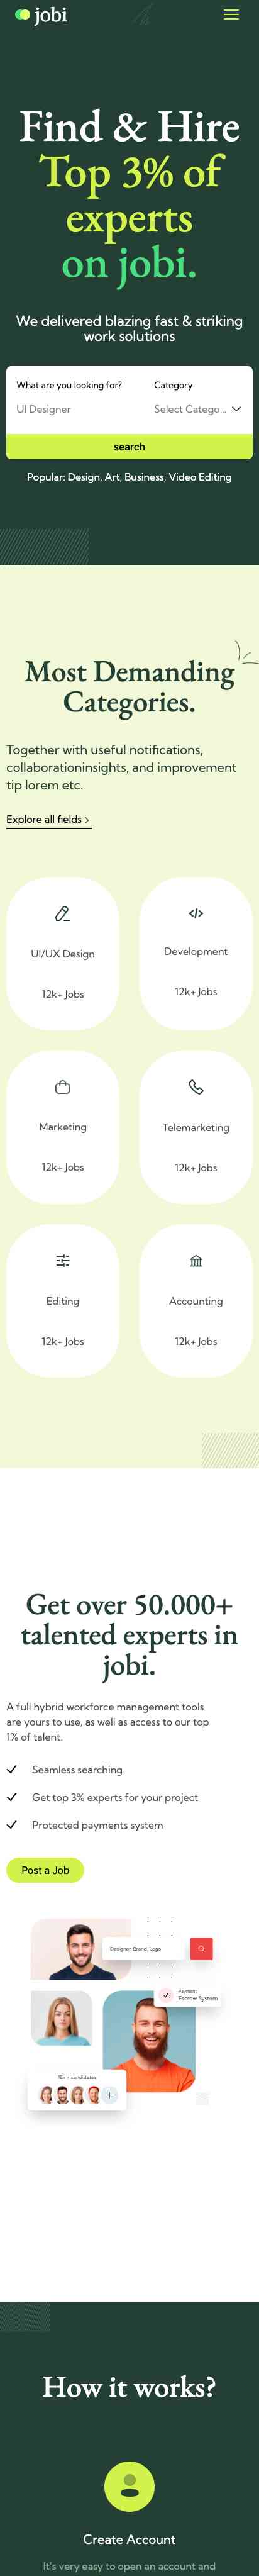 jobi
Find & Hire
Top 3% of
experts
on jobi.
We delivered blazing fast & striking
work solutions
What are you looking for? Category
UI Designer Select Catego...
search
Popular: Design, Art, Business, Video Editing
Most Demanding
Categories.
Together with useful notifications,
collaborationinsights, and improvement
tip lorem etc.
Explore all fields
UI/UX Design
12k+ Jobs
Development
12k+ Jobs
Marketing
12k+ Jobs
Telemarketing
12k+ Jobs
Editing
12k+ Jobs
Accounting
12k+ Jobs
Get over 50.000+
talented experts in
jobi.
A full hybrid workforce management tools
are yours to use, as well as access to our top
1% of talent.
Seamless searching
Get top 3% experts for your project
Protected payments system
Post a Job
Designer, Brand, Logo
Payment
Escrow System
18k + candidates
How it works?
Create Account
It's very easy to open an account and